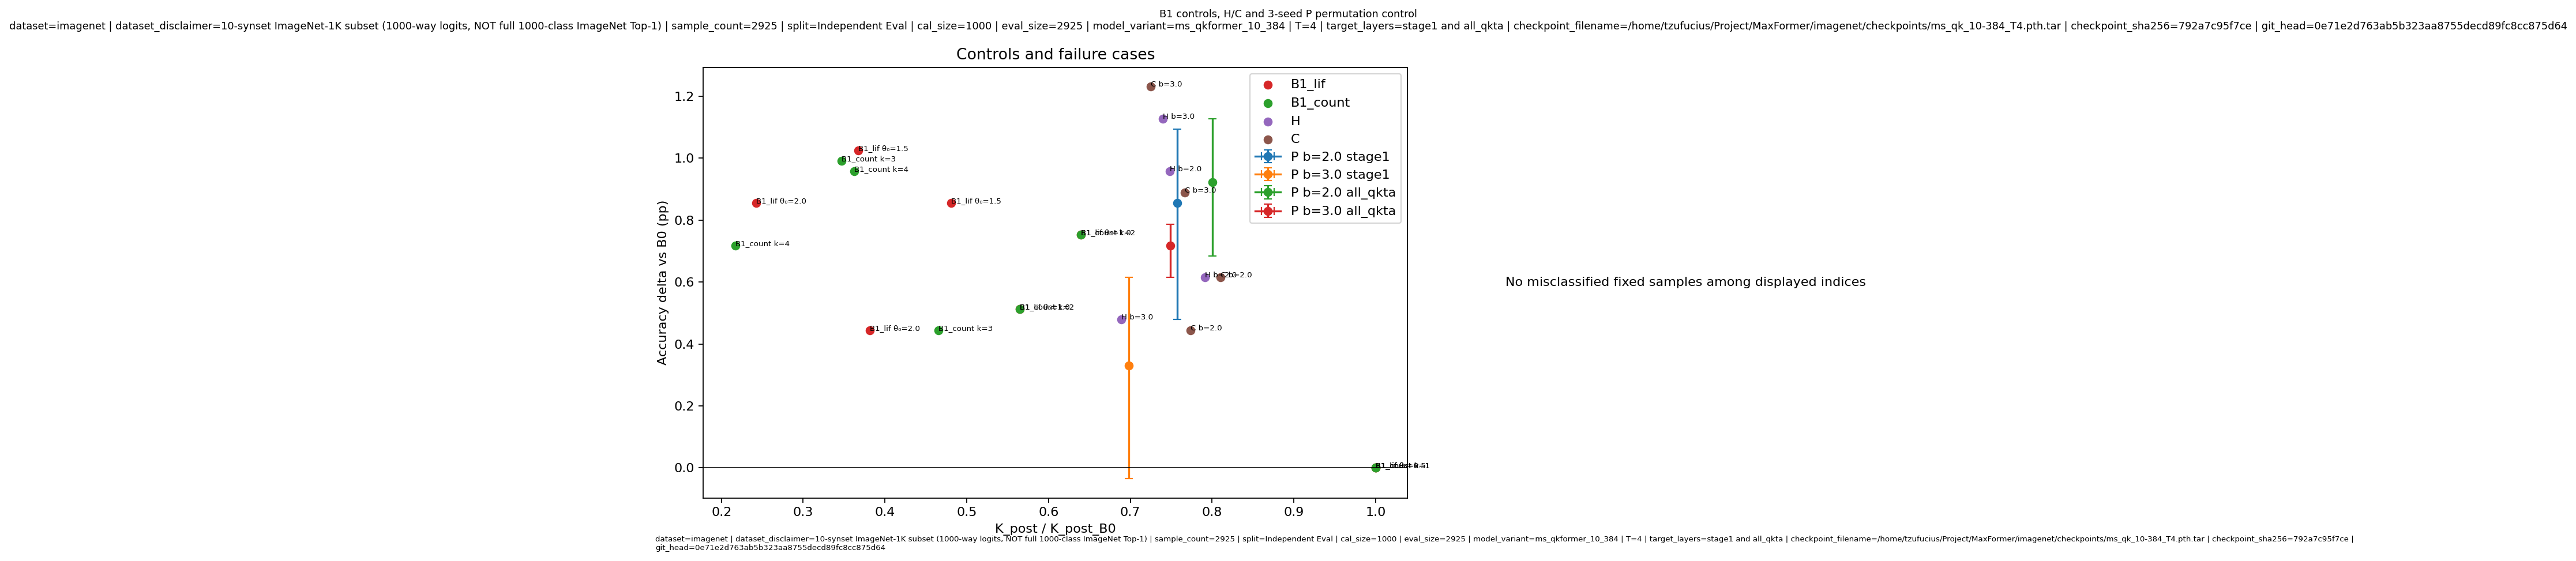 B1 controls, H/C and 3-seed P permutation control
dataset=imagenet | dataset_disclaimer=10-synset ImageNet-1K subset (1000-way logits, NOT full 1000-class ImageNet Top-1) | sample_count=2925 | split=Independent Eval | cal_size=1000 | eval_size=2925 | model_variant=ms_qkformer_10_384 | T=4 | target_layers=stage1 and all_qkta | checkpoint_filename=/home/tzufucius/Project/MaxFormer/imagenet/checkpoints/ms_qk_10-384_T4.pth.tar | checkpoint_sha256=792a7c95f7ce | git_head=0e71e2d763ab5b323aa8755decd89fc8cc875d64
Controls and failure cases
Accuracy delta vs B0 (pp)
1.2
1.0
0.8
0.6
0.4
0.2
0.0
C b=3.0
H b=3.0
B1_lif θ₀=1.5
B1_count k=3
B1_count k=4
H b=2.0
C b=3.0
B1_lif θ₀=2.0
B1_lif θ₀=1.5
B1_count k=4
H b=2.0
C b=2.0
H b=3.0
B1_lif θ₀=2.0
B1_count k=3
C b=2.0
B1_lif
B1_count
H
C
P b=2.0 stage1
P b=3.0 stage1
P b=2.0 all_qkta
P b=3.0 all_qkta
No misclassified fixed samples among displayed indices
0.2 0.3 0.4 0.5 0.6 0.7 0.8 0.9 1.0
K_post / K_post_B0
dataset=imagenet | dataset_disclaimer=10-synset ImageNet-1K subset (1000-way logits, NOT full 1000-class ImageNet Top-1) | sample_count=2925 | split=Independent Eval | cal_size=1000 | eval_size=2925 | model_variant=ms_qkformer_10_384 | T=4 | target_layers=stage1 and all_qkta | checkpoint_filename=/home/tzufucius/Project/MaxFormer/imagenet/checkpoints/ms_qk_10-384_T4.pth.tar | checkpoint_sha256=792a7c95f7ce |
git_head=0e71e2d763ab5b323aa8755decd89fc8cc875d64